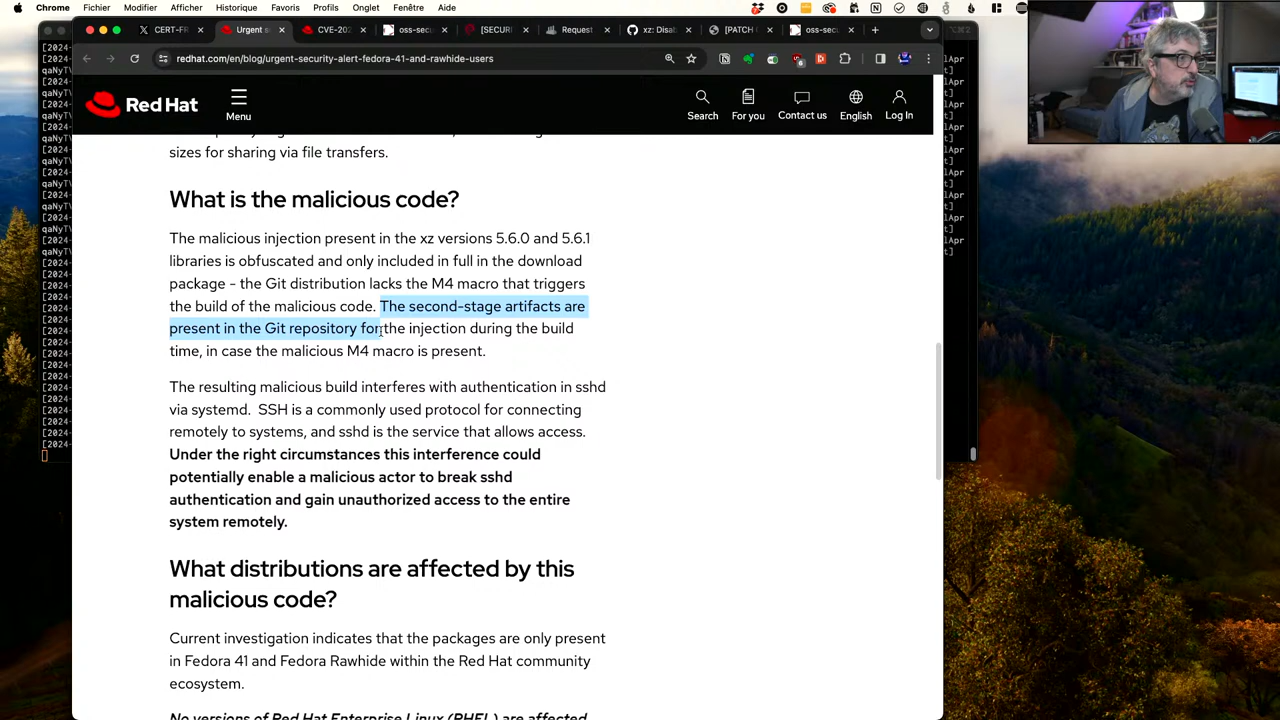 Chrome Fichier Modifier Afficher Historique Favoris Profils Onglet Fenêtre Aide
CERT-FR
Urgent s
CVE-202
oss-secu
[SECURI
Request
xz: Disab
[PATCH
oss-secu
redhat.com/en/blog/urgent-security-alert-fedora-41-and-rawhide-users
Red Hat
Menu
Search
For you
Contact us
English
Log In
sizes for sharing via file transfers.
What is the malicious code?
The malicious injection present in the xz versions 5.6.0 and 5.6.1
libraries is obfuscated and only included in full in the download
package - the Git distribution lacks the M4 macro that triggers
the build of the malicious code. The second-stage artifacts are
present in the Git repository for the injection during the build
time, in case the malicious M4 macro is present.
The resulting malicious build interferes with authentication in sshd
via systemd. SSH is a commonly used protocol for connecting
remotely to systems, and sshd is the service that allows access.
Under the right circumstances this interference could
potentially enable a malicious actor to break sshd
authentication and gain unauthorized access to the entire
system remotely.
What distributions are affected by this
malicious code?
Current investigation indicates that the packages are only present
in Fedora 41 and Fedora Rawhide within the Red Hat community
ecosystem.
No versions of Red Hat Enterprise Linux (RHEL) are affected